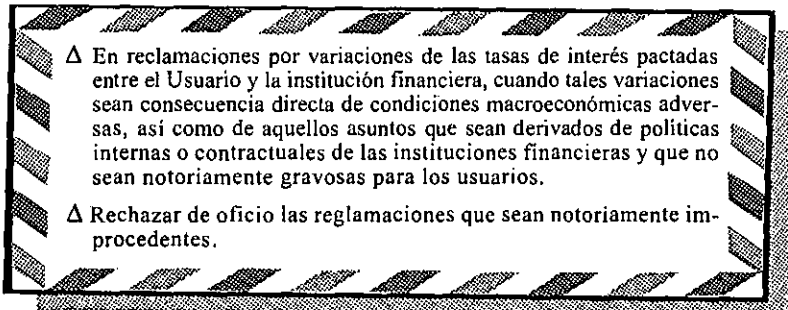 Δ En reclamaciones por variaciones de las tasas de interés pactadas
entre el Usuario y la institución financiera, cuando tales variaciones
sean consecuencia directa de condiciones macroeconómicas adver-
sas, así como de aquellos asuntos que sean derivados de políticas
internas o contractuales de las instituciones financieras y que no
sean notoriamente gravosas para los usuarios.
Δ Rechazar de oficio las reglamaciones que sean notoriamente im-
procedentes.